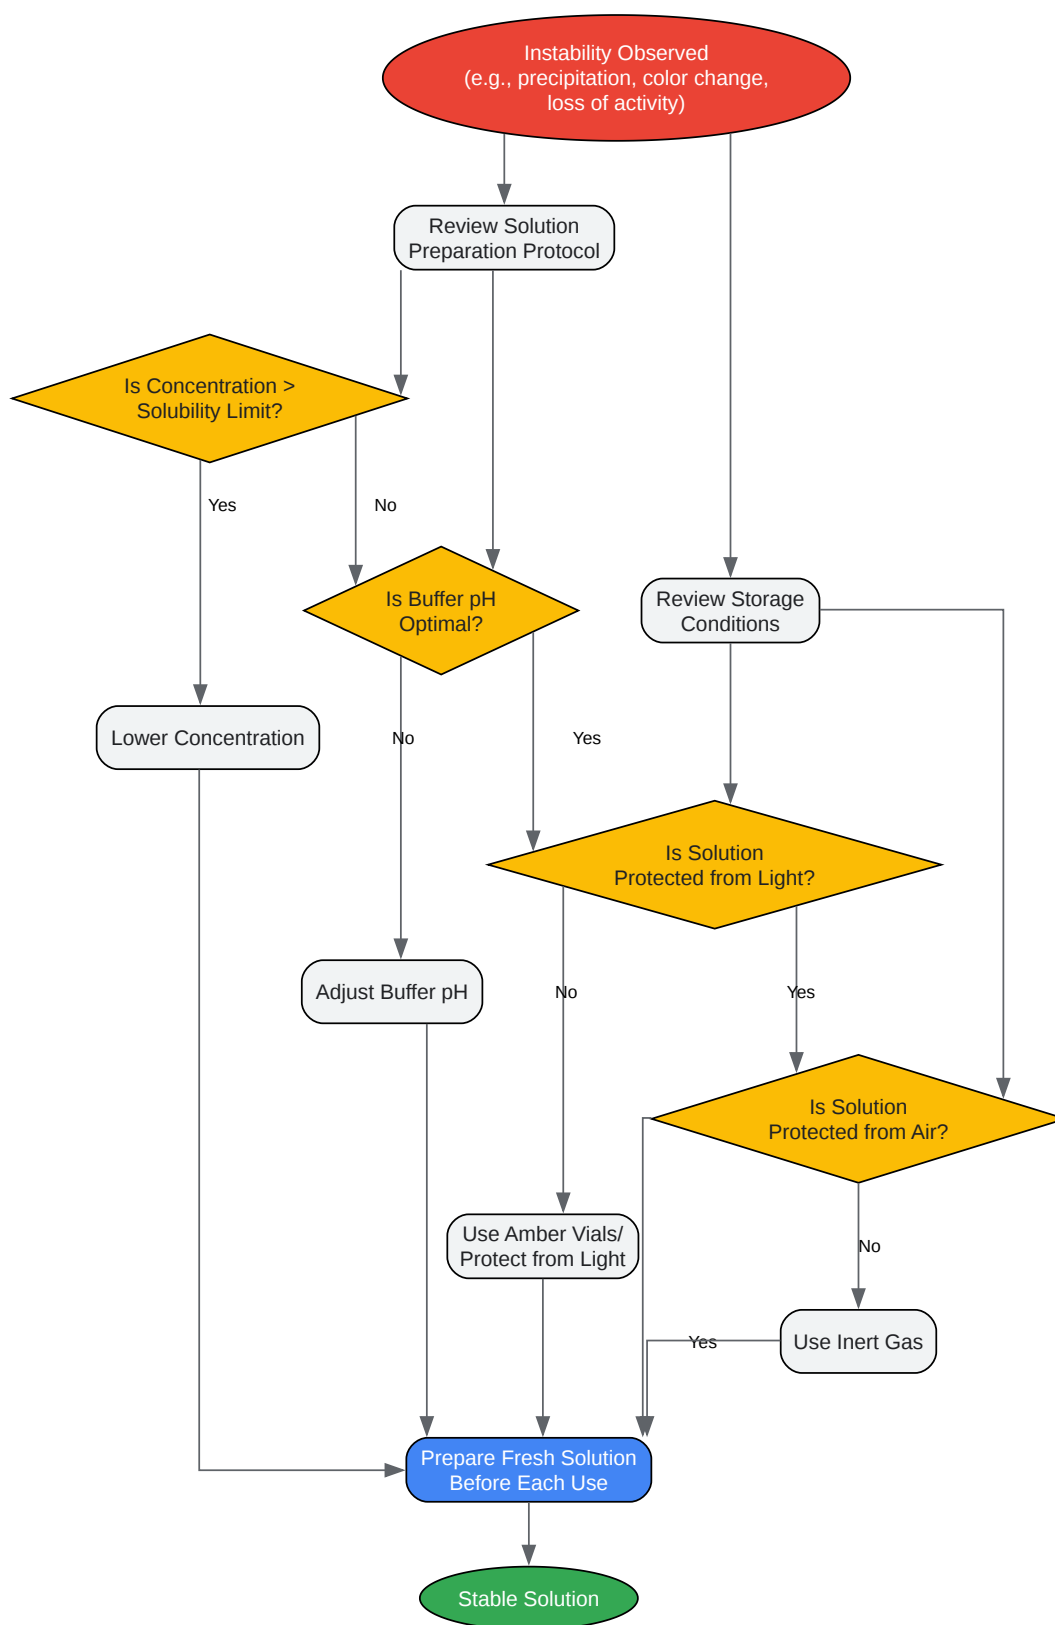 Instability Observed
(e.g., precipitation, color change,
loss of activity)
Review Solution
Preparation Protocol
Is Concentration >
Solubility Limit?
Yes
No
Is Buffer pH
Optimal?
Review Storage
Conditions
Lower Concentration
No
Yes
Is Solution
Protected from Light?
Adjust Buffer pH
No
Yes
Is Solution
Protected from Air?
Use Amber Vials/
Protect from Light
No
Yes
Use Inert Gas
Prepare Fresh Solution
Before Each Use
Stable Solution